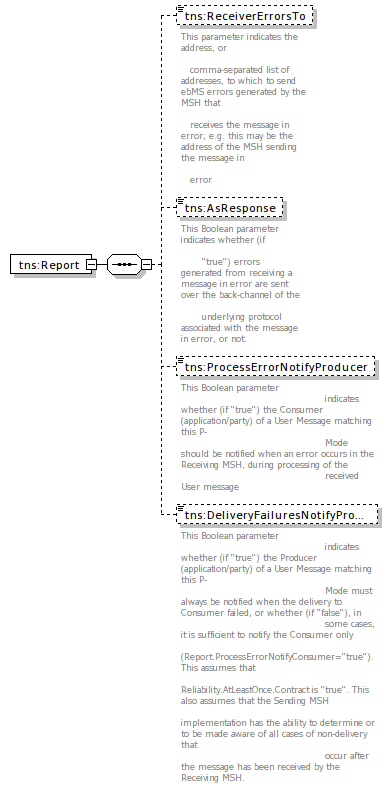 tns:ReceiverErrorsTo
This parameter indicates the
address, or
comma-separated list of
addresses, to which to send
ebMS errors generated by the
MSH that
receives the message in
error; e.g. this may be the
address of the MSH sending
the message in
error
tns:AsResponse
This Boolean parameter
indicates whether (if
"true") errors
generated from receiving a
message in error are sent
over the back-channel of the
underlying protocol
associated with the message
in error, or not.
tns:Report
tns:ProcessErrorNotifyProducer
This Boolean parameter
indicates
whether (if "true") the Consumer
(application/party) of a User Message matching
this P-
Mode
should be notified when an error occurs in the
Receiving MSH, during processing of the
received
User message
tns:DeliveryFailuresNotifyPro...
This Boolean parameter
indicates
whether (if "true") the Producer
(application/party) of a User Message matching
this P-
Mode must
always be notified when the delivery to
Consumer failed, or whether (if "false"), in
some cases,
it is sufficient to notify the Consumer only
(Report.ProcessErrorNotifyConsumer="true").
This assumes that
Reliability.AtLeastOnce.Contract is "true". This
also assumes that the Sending MSH
implementation has the ability to determine or
to be made aware of all cases of non-delivery
that
occur after
the message has been received by the
Receiving MSH.